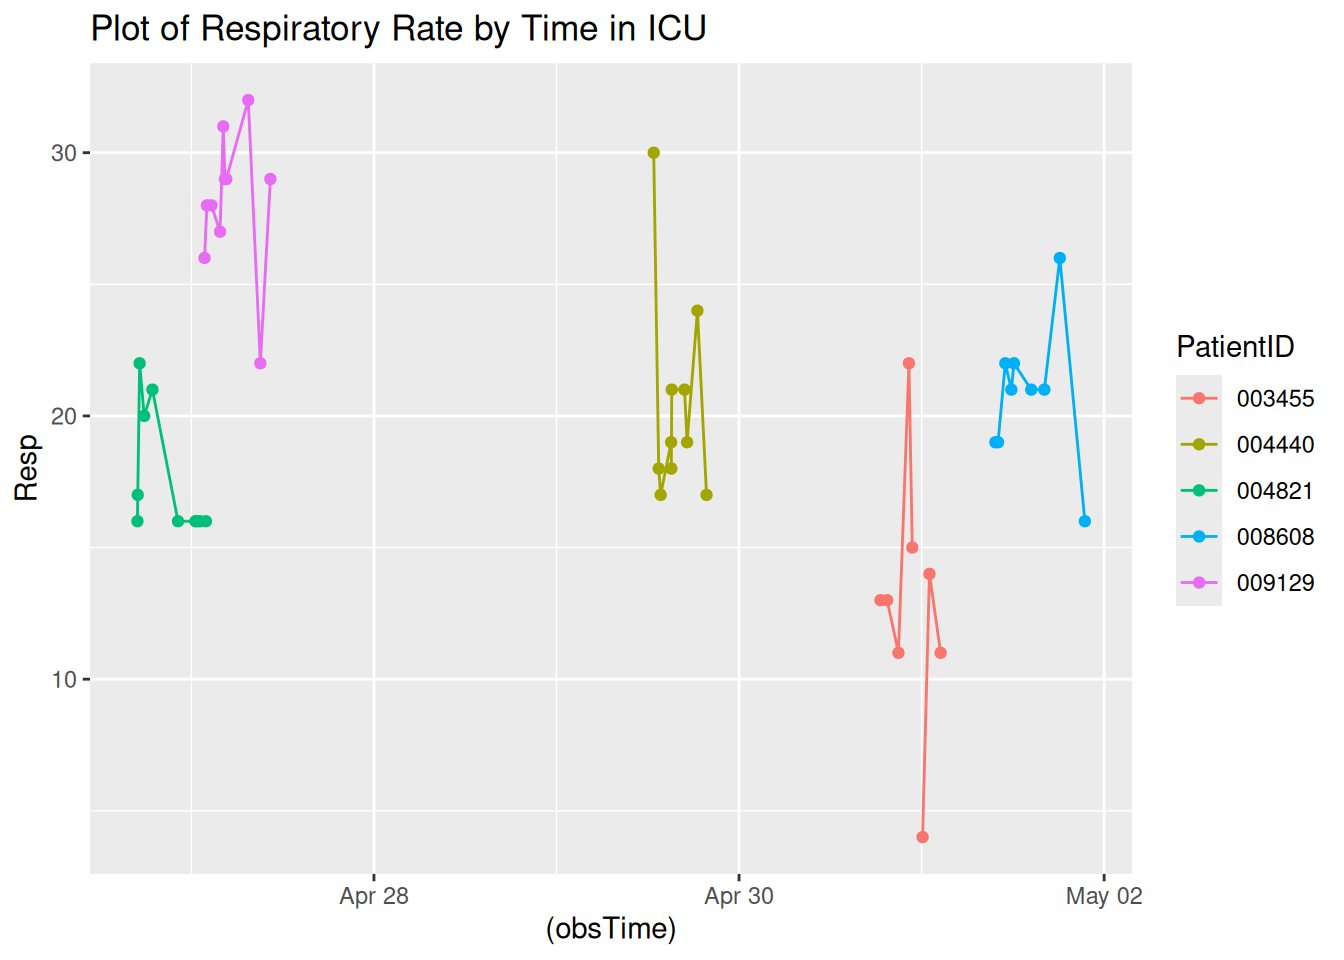 Plot of Respiratory Rate by Time in ICU
Resp
30
20
10
Apr 28
Apr 30
May 02
(obsTime)
PatientID
003455
004440
004821
008608
009129